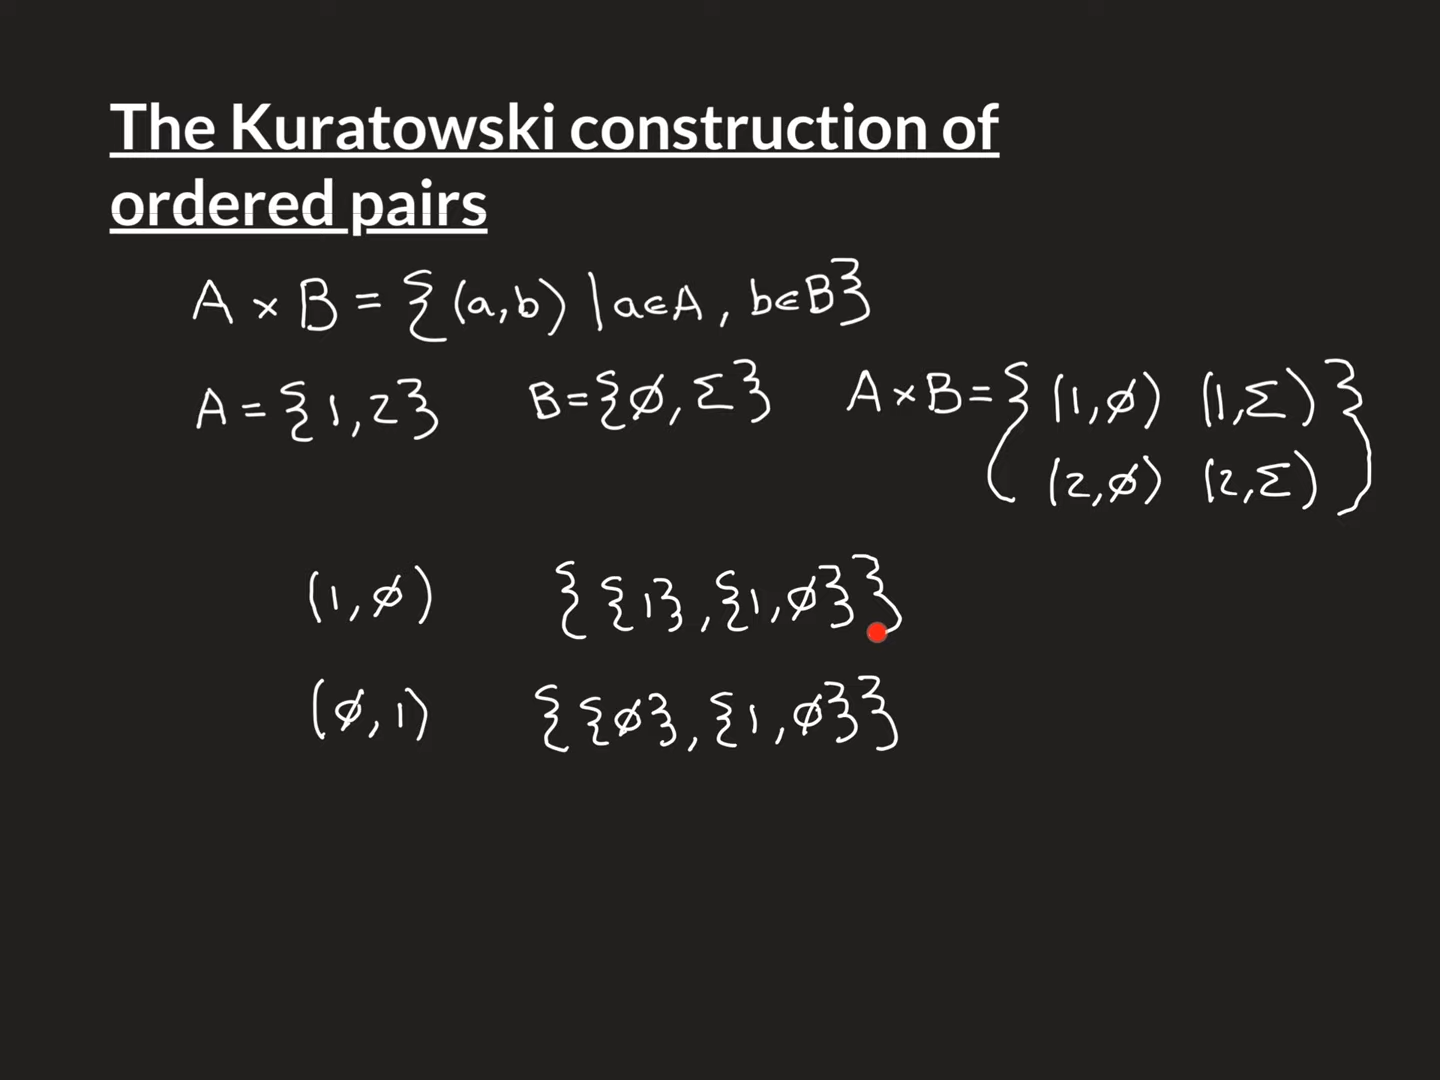 The Kuratowski construction of
ordered pairs
A × B = {(a,b) | a∈A, b∈B}
A = {1,2} B = {ø, Σ} A×B = { (1,ø) (1,Σ) }
(2,ø) (2,Σ)
(1,ø) {{1},{1,ø}}
(ø,1) {{ø},{1,ø}}